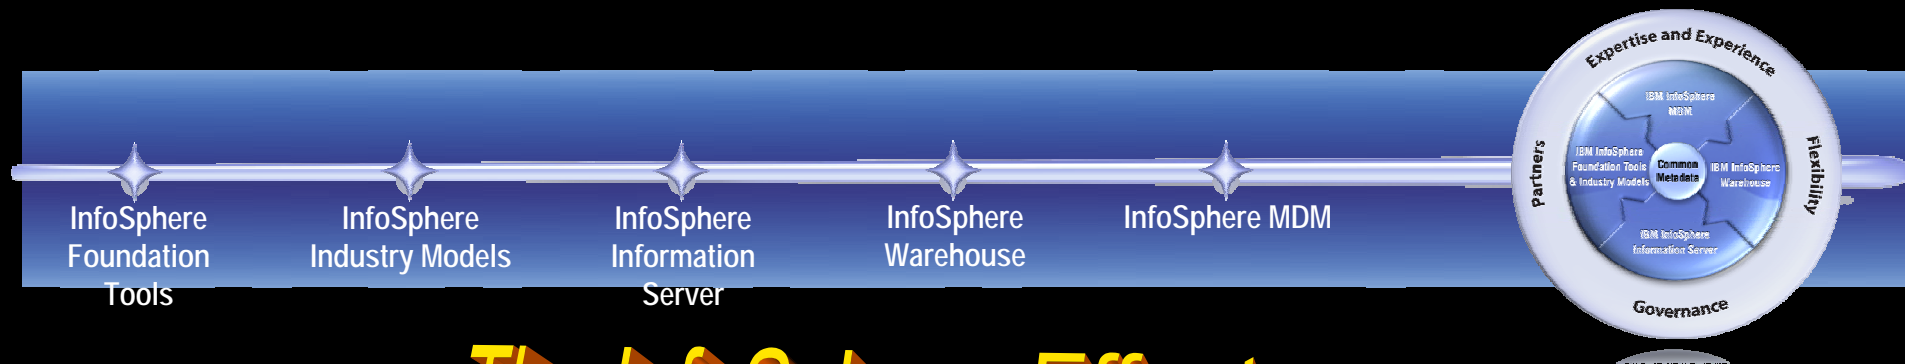 InfoSphere
Foundation
Tools
InfoSphere
Industry Models
InfoSphere
Information
Server
InfoSphere
Warehouse
InfoSphere MDM
Expertise and Experience
Partners
Flexibility
Governance
IBM InfoSphere
MDM
IBM InfoSphere
Foundation Tools
& Industry Models
Common
Metadata
IBM InfoSphere
Warehouse
IBM InfoSphere
Information Server